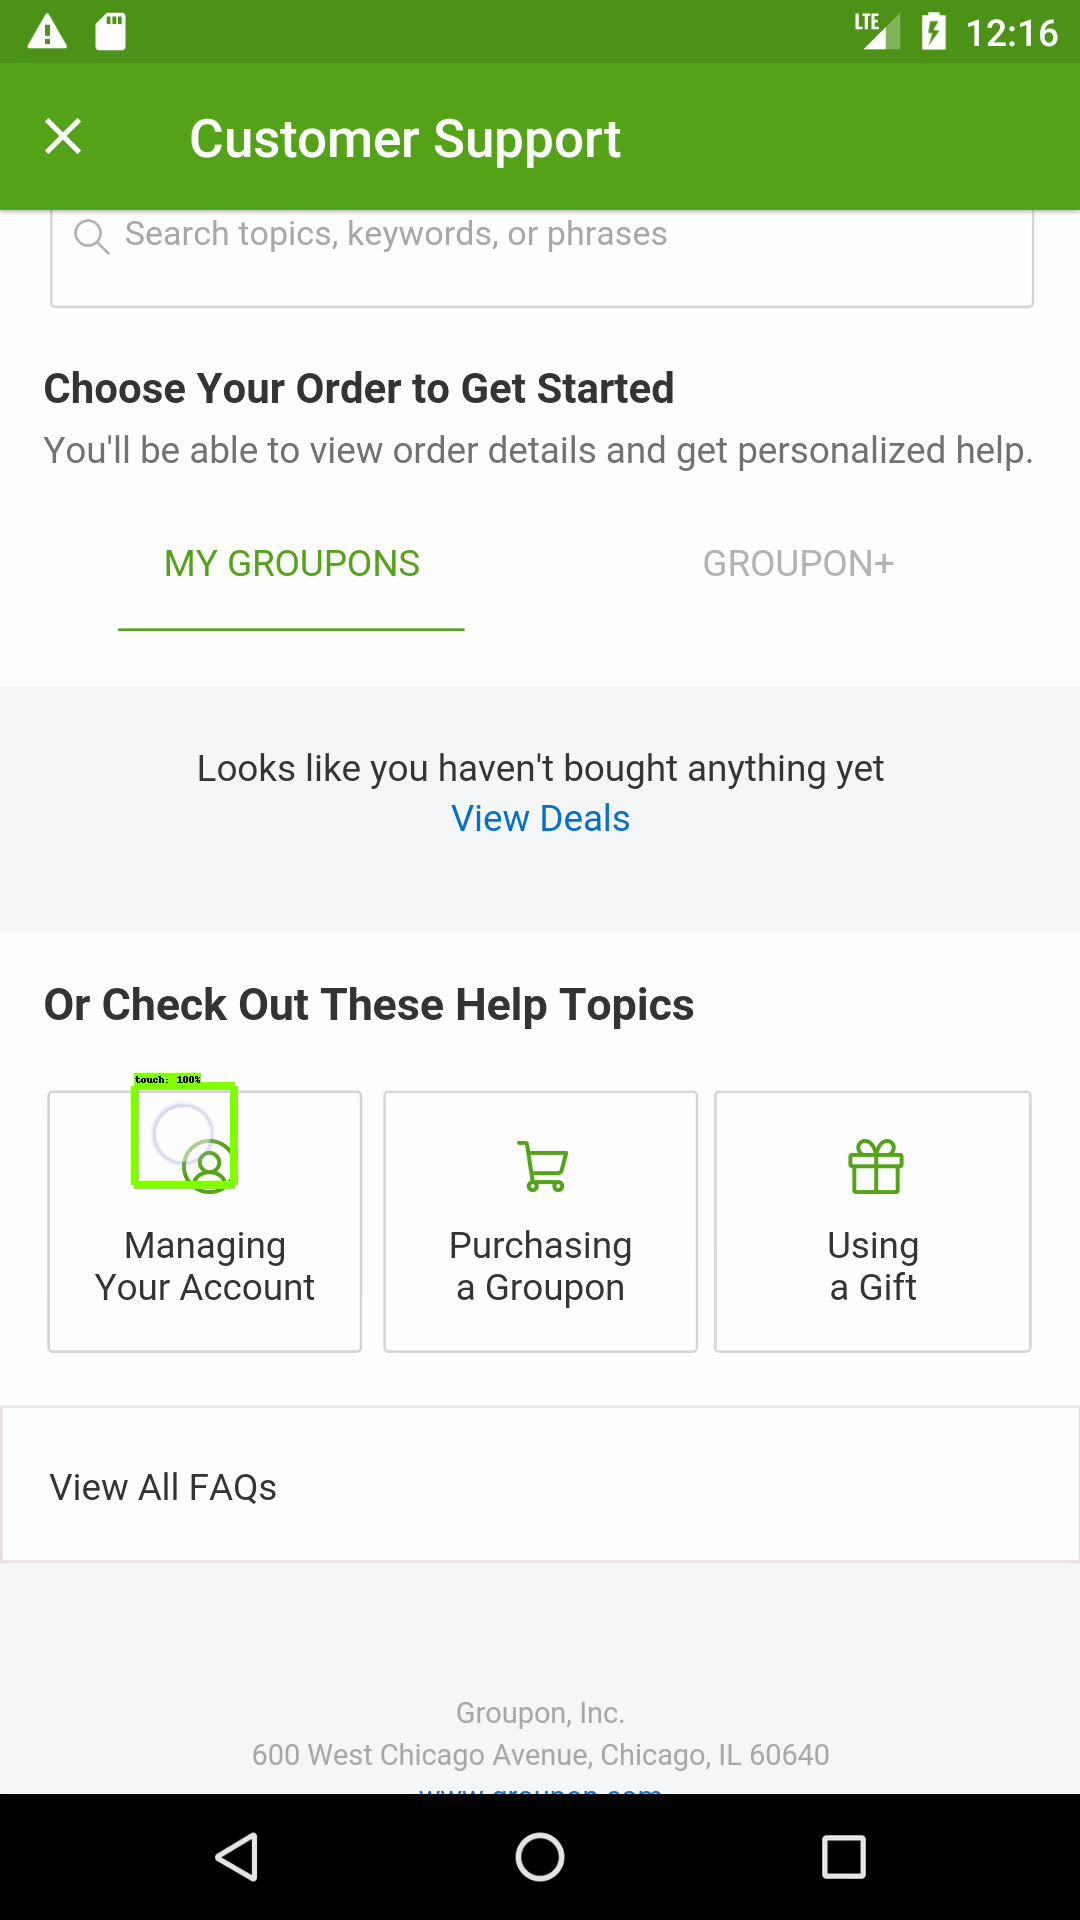 LTE 12:16
Customer Support
Search topics, keywords, or phrases
Choose Your Order to Get Started
You'll be able to view order details and get personalized help.
MY GROUPONS GROUPON+
Looks like you haven't bought anything yet
View Deals
Or Check Out These Help Topics
touch: 100%
Managing
Your Account
Purchasing
a Groupon
Using
a Gift
View All FAQs
Groupon, Inc.
600 West Chicago Avenue, Chicago, IL 60640
www.groupon.com